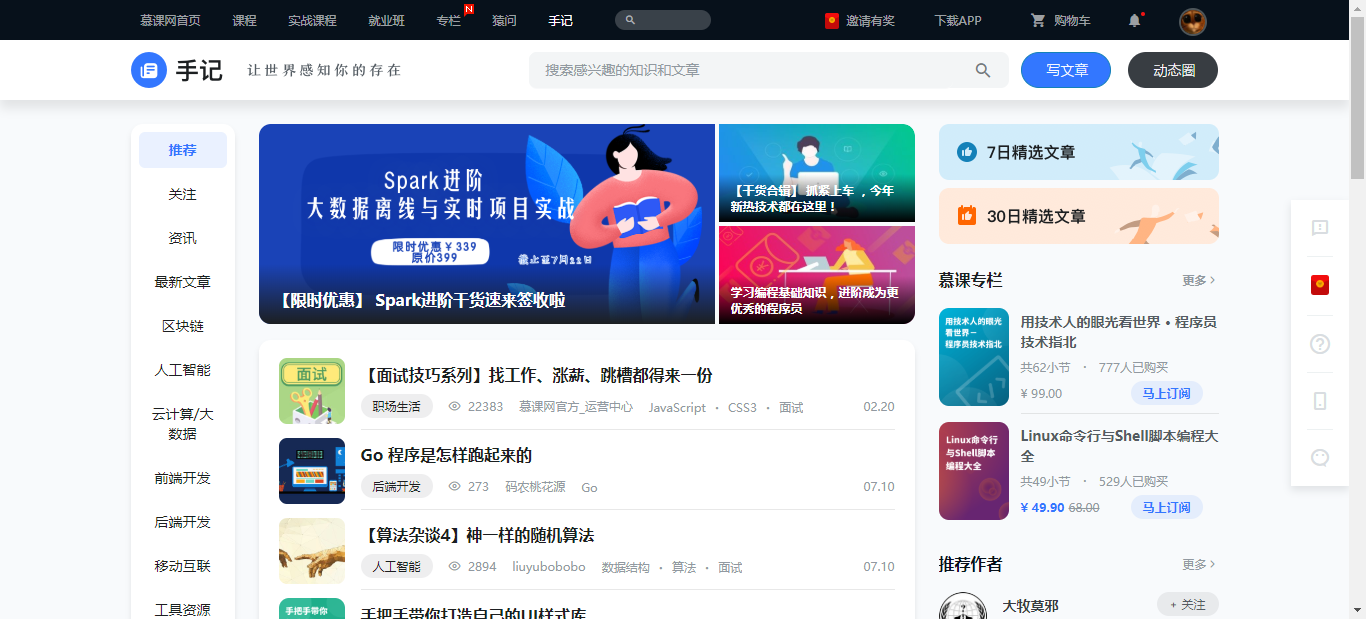 慕课网首页 课程 实战课程 就业班 专栏 N 猿问 手记 邀请有奖 下载APP 购物车
手记 让世界感知你的存在 搜索感兴趣的知识和文章 写文章 动态圈
推荐
关注
资讯
最新文章
区块链
人工智能
云计算/大
数据
前端开发
后端开发
移动互联
工具资源
Spark进阶
大数据离线与实时项目实战
限时优惠￥339
原价399
截止至7月22日
【限时优惠】 Spark进阶干货速来签收啦
【干货合辑】 抓紧上车 ，今年
新热技术都在这里！
学习编程基础知识，进阶成为更
优秀的程序员
面试
【面试技巧系列】找工作、涨薪、跳槽都得来一份
职场生活 22383 慕课网官方_运营中心 JavaScript · CSS3 · 面试 02.20
Go 程序是怎样跑起来的
后端开发 273 码农桃花源 Go 07.10
【算法杂谈4】神一样的随机算法
人工智能 2894 liuyubobobo 数据结构 · 算法 · 面试 07.10
手把手带你
手把手带你打造自己的UI样式库
7日精选文章
30日精选文章
慕课专栏 更多
用技术人的眼光
看世界－
程序员技术指北
用技术人的眼光看世界 • 程序员
技术指北
共62小节 · 777人已购买
¥ 99.00 马上订阅
Linux命令行
与Shell脚本
编程大全
Linux命令行与Shell脚本编程大
全
共49小节 · 529人已购买
¥ 49.90 68.00 马上订阅
推荐作者 更多
大牧莫邪 + 关注